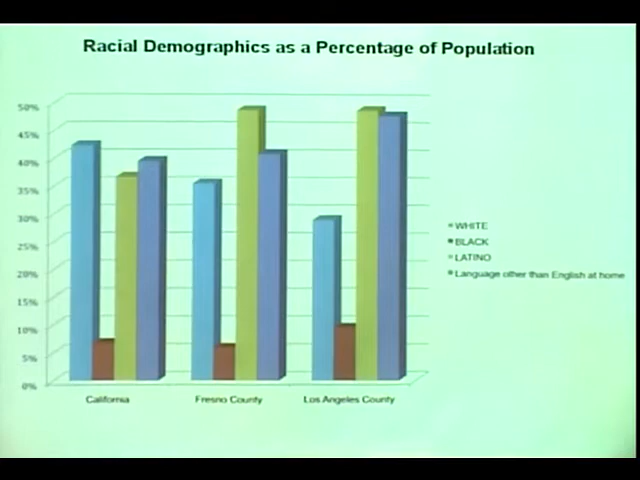 Racial Demographics as a Percentage of Population
50%
45%
40%
35%
30%
25%
20%
15%
10%
5%
0%
California
Fresno County
Los Angeles County
WHITE
BLACK
LATINO
Language other than English at home